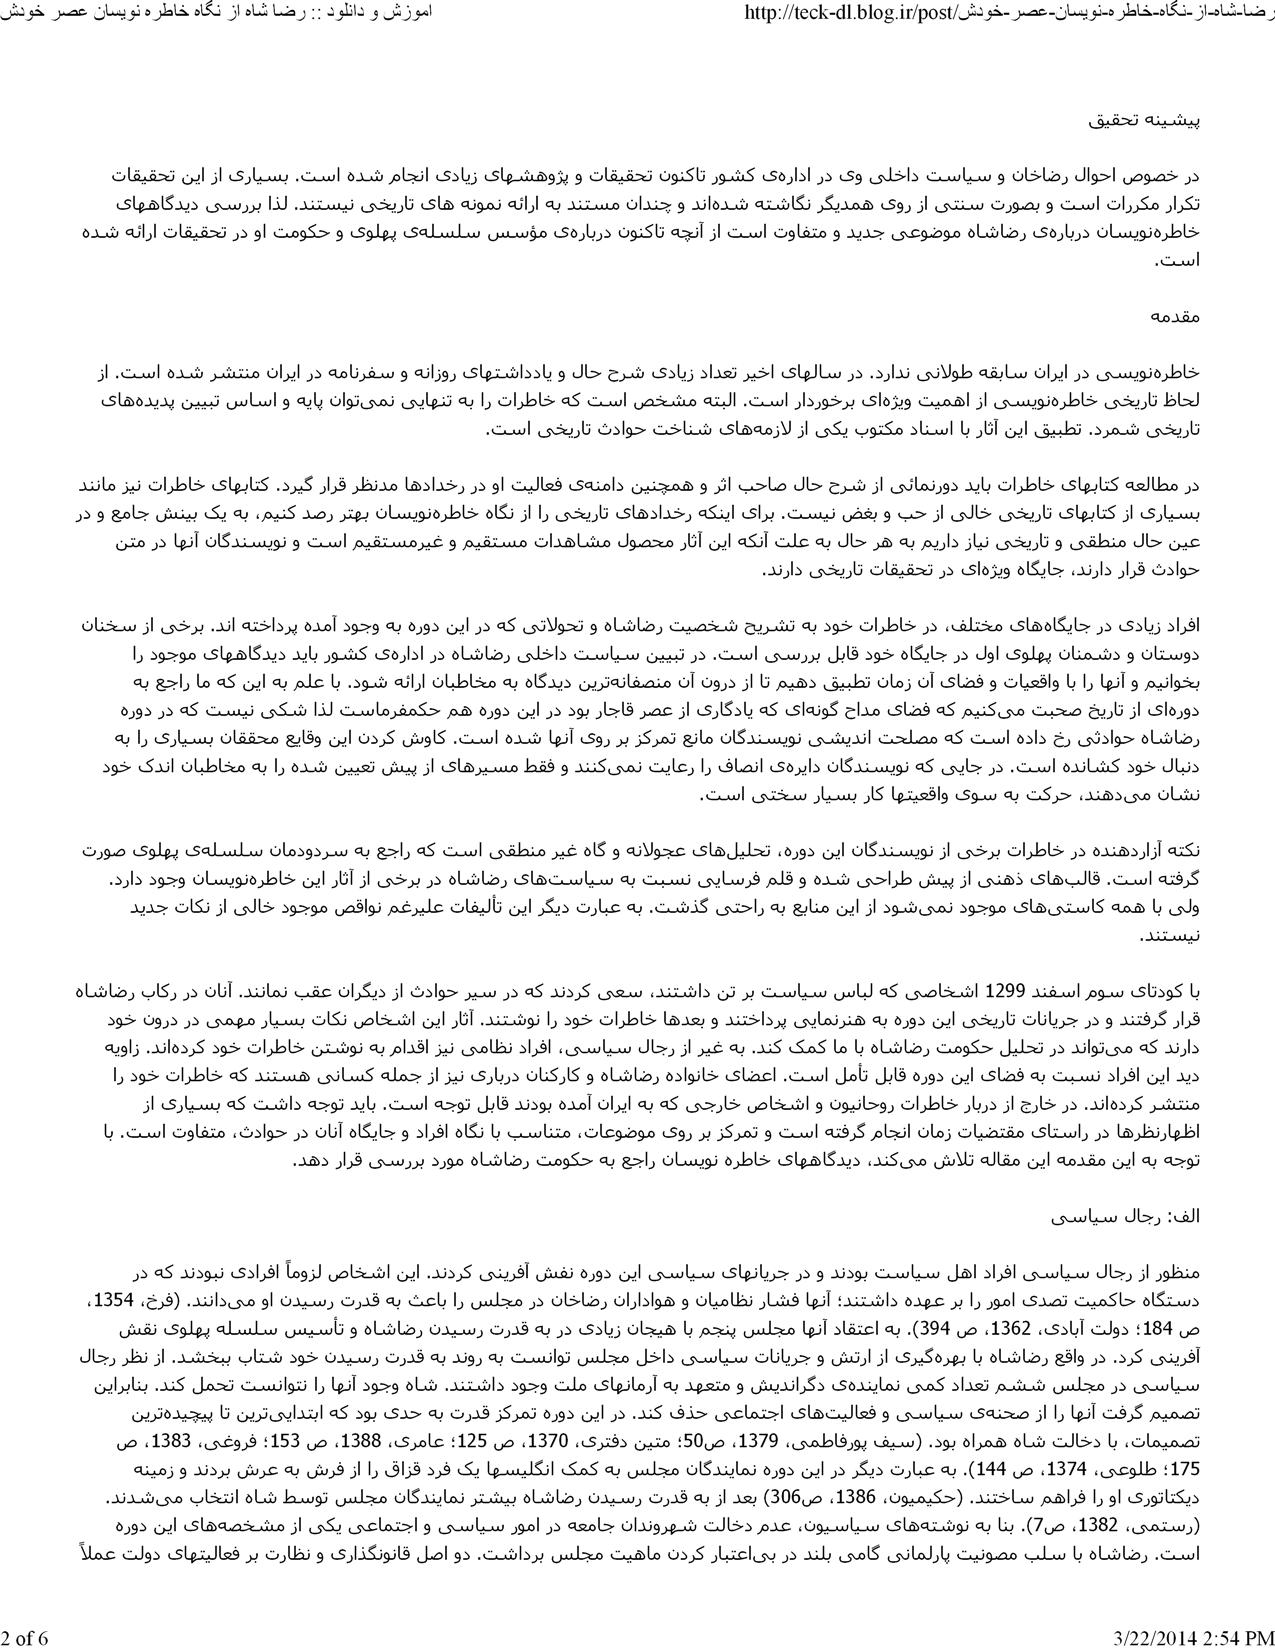 آموزش و دانلود :: رضا شاه از نگاه خاطره نویسان عصر خودش
http://teck-dl.blog.ir/post/رضا-شاه-از-نگاه-خاطره-نویسان-عصر-خودش
پیشینه تحقیق
در خصوص احوال رضاخان و سیاست داخلی وی در اداره‌ی کشور تاکنون تحقیقات و پژوهشهای زیادی انجام شده است. بسیاری از این تحقیقات
تکرار مکررات است و بصورت سنتی از روی همدیگر نگاشته شده‌اند و چندان مستند به ارائه نمونه های تاریخی نیستند. لذا بررسی دیدگاههای
خاطره‌نویسان درباره‌ی رضاشاه موضوعی جدید و متفاوت است از آنچه تاکنون درباره‌ی مؤسس سلسله‌ی پهلوی و حکومت او در تحقیقات ارائه شده
است.
مقدمه
خاطره‌نویسی در ایران سابقه طولانی ندارد. در سالهای اخیر تعداد زیادی شرح حال و یادداشتهای روزانه و سفرنامه در ایران منتشر شده است. از
لحاظ تاریخی خاطره‌نویسی از اهمیت ویژه‌ای برخوردار است. البته مشخص است که خاطرات را به تنهایی نمی‌توان پایه و اساس تبیین پدیده‌های
تاریخی شمرد. تطبیق این آثار با اسناد مکتوب یکی از لازمه‌های شناخت حوادث تاریخی است.
در مطالعه کتابهای خاطرات باید دورنمائی از شرح حال صاحب اثر و همچنین دامنه‌ی فعالیت او در رخدادها مدنظر قرار گیرد. کتابهای خاطرات نیز مانند
بسیاری از کتابهای تاریخی خالی از حب و بغض نیست. برای اینکه رخدادهای تاریخی را از نگاه خاطره‌نویسان بهتر رصد کنیم، به یک بینش جامع و در
عین حال منطقی و تاریخی نیاز داریم به هر حال به علت آنکه این آثار محصول مشاهدات مستقیم و غیرمستقیم است و نویسندگان آنها در متن
حوادث قرار دارند، جایگاه ویژه‌ای در تحقیقات تاریخی دارند.
افراد زیادی در جایگاه‌های مختلف، در خاطرات خود به تشریح شخصیت رضاشاه و تحولاتی که در این دوره به وجود آمده پرداخته اند. برخی از سخنان
دوستان و دشمنان پهلوی اول در جایگاه خود قابل بررسی است. در تبیین سیاست داخلی رضاشاه در اداره‌ی کشور باید دیدگاههای موجود را
بخوانیم و آنها را با واقعیات و فضای آن زمان تطبیق دهیم تا از درون آن منصفانه‌ترین دیدگاه به مخاطبان ارائه شود. با علم به این که ما راجع به
دوره‌ای از تاریخ صحبت می‌کنیم که فضای مداح گونه‌ای که یادگاری از عصر قاجار بود در این دوره هم حکمفرماست لذا شکی نیست که در دوره
رضاشاه حوادثی رخ داده است که مصلحت اندیشی نویسندگان مانع تمرکز بر روی آنها شده است. کاوش کردن این وقایع محققان بسیاری را به
دنبال خود کشانده است. در جایی که نویسندگان دایره‌ی انصاف را رعایت نمی‌کنند و فقط مسیرهای از پیش تعیین شده را به مخاطبان اندک خود
نشان می‌دهند، حرکت به سوی واقعیتها کار بسیار سختی است.
نکته آزاردهنده در خاطرات برخی از نویسندگان این دوره، تحلیل‌های عجولانه و گاه غیر منطقی است که راجع به سردودمان سلسله‌ی پهلوی صورت
گرفته است. قالب‌های ذهنی از پیش طراحی شده و قلم فرسایی نسبت به سیاست‌های رضاشاه در برخی از آثار این خاطره‌نویسان وجود دارد.
ولی با همه کاستی‌های موجود نمی‌شود از این منابع به راحتی گذشت. به عبارت دیگر این تألیفات علیرغم نواقص موجود خالی از نکات جدید
نیستند.
با کودتای سوم اسفند 1299 اشخاصی که لباس سیاست بر تن داشتند، سعی کردند که در سیر حوادث از دیگران عقب نمانند. آنان در رکاب رضاشاه
قرار گرفتند و در جریانات تاریخی این دوره به هنرنمایی پرداختند و بعدها خاطرات خود را نوشتند. آثار این اشخاص نکات بسیار مهمی در درون خود
دارند که می‌تواند در تحلیل حکومت رضاشاه با ما کمک کند. به غیر از رجال سیاسی، افراد نظامی نیز اقدام به نوشتن خاطرات خود کرده‌اند. زاویه
دید این افراد نسبت به فضای این دوره قابل تأمل است. اعضای خانواده رضاشاه و کارکنان درباری نیز از جمله کسانی هستند که خاطرات خود را
منتشر کرده‌اند. در خارج از دربار خاطرات روحانیون و اشخاص خارجی که به ایران آمده بودند قابل توجه است. باید توجه داشت که بسیاری از
اظهارنظرها در راستای مقتضیات زمان انجام گرفته است و تمرکز بر روی موضوعات، متناسب با نگاه افراد و جایگاه آنان در حوادث، متفاوت است. با
توجه به این مقدمه این مقاله تلاش می‌کند، دیدگاههای خاطره نویسان راجع به حکومت رضاشاه مورد بررسی قرار دهد.
الف: رجال سیاسی
منظور از رجال سیاسی افراد اهل سیاست بودند و در جریانهای سیاسی این دوره نفش آفرینی کردند. این اشخاص لزوماً افرادی نبودند که در
دستگاه حاکمیت تصدی امور را بر عهده داشتند؛ آنها فشار نظامیان و هواداران رضاخان در مجلس را باعث به قدرت رسیدن او می‌دانند. (فرخ، 1354،
ص 184؛ دولت آبادی، 1362، ص 394). به اعتقاد آنها مجلس پنجم با هیجان زیادی در به قدرت رسیدن رضاشاه و تأسیس سلسله پهلوی نقش
آفرینی کرد. در واقع رضاشاه با بهره‌گیری از ارتش و جریانات سیاسی داخل مجلس توانست به روند به قدرت رسیدن خود شتاب ببخشد. از نظر رجال
سیاسی در مجلس ششم تعداد کمی نماینده‌ی دگراندیش و متعهد به آرمانهای ملت وجود داشتند. شاه وجود آنها را نتوانست تحمل کند. بنابراین
تصمیم گرفت آنها را از صحنه‌ی سیاسی و فعالیت‌های اجتماعی حذف کند. در این دوره تمرکز قدرت به حدی بود که ابتدایی‌ترین تا پیچیده‌ترین
تصمیمات، با دخالت شاه همراه بود. (سیف پورفاطمی، 1379، ص50؛ متین دفتری، 1370، ص 125؛ عامری، 1388، ص 153؛ فروغی، 1383، ص
175؛ طلوعی، 1374، ص 144). به عبارت دیگر در این دوره نمایندگان مجلس به کمک انگلیسها یک فرد قزاق را از فرش به عرش بردند و زمینه
دیکتاتوری او را فراهم ساختند. (حکیمیون، 1386، ص306) بعد از به قدرت رسیدن رضاشاه بیشتر نمایندگان مجلس توسط شاه انتخاب می‌شدند.
(رستمی، 1382، ص7). بنا به نوشته‌های سیاسیون، عدم دخالت شهروندان جامعه در امور سیاسی و اجتماعی یکی از مشخصه‌های این دوره
است. رضاشاه با سلب مصونیت پارلمانی گامی بلند در بی‌اعتبار کردن ماهیت مجلس برداشت. دو اصل قانونگذاری و نظارت بر فعالیتهای دولت عملاً
2 of 6
3/22/2014 2:54 PM